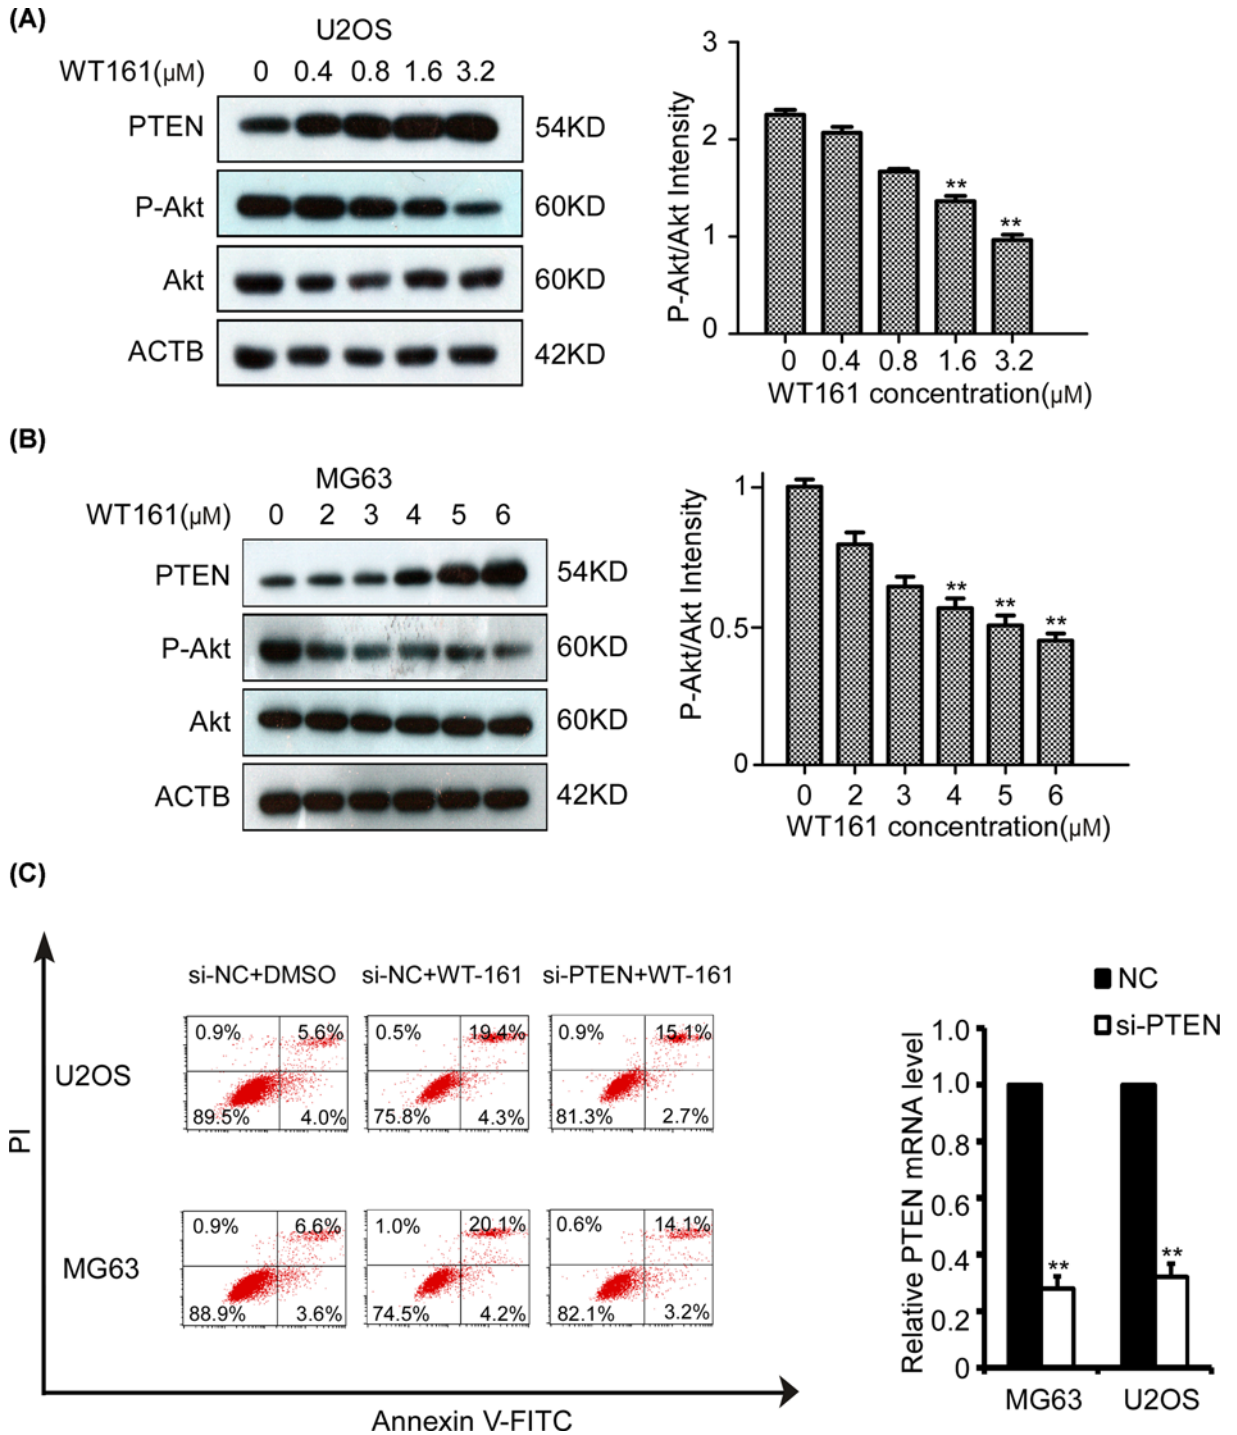 (A)
U2OS
WT161(μM) 0 0.4 0.8 1.6 3.2
PTEN 54KD
P-Akt 60KD
Akt 60KD
ACTB 42KD
P-Akt/Akt Intensity
3
2
1
0
** **
0 0.4 0.8 1.6 3.2
WT161 concentration(μM)
(B)
MG63
WT161(μM) 0 2 3 4 5 6
PTEN 54KD
P-Akt 60KD
Akt 60KD
ACTB 42KD
P-Akt/Akt Intensity
1
0.5
0
** ** **
0 2 3 4 5 6
WT161 concentration(μM)
(C)
si-NC+DMSO si-NC+WT-161 si-PTEN+WT-161
U2OS
0.9% 5.6% 0.5% 19.4% 0.9% 15.1%
89.5% 4.0% 75.8% 4.3% 81.3% 2.7%
PI
MG63
0.9% 6.6% 1.0% 20.1% 0.6% 14.1%
88.9% 3.6% 74.5% 4.2% 82.1% 3.2%
Annexin V-FITC
NC
si-PTEN
Relative PTEN mRNA level
1.0
1.0
0.8
0.6
0.4
0.2
0
** **
MG63 U2OS